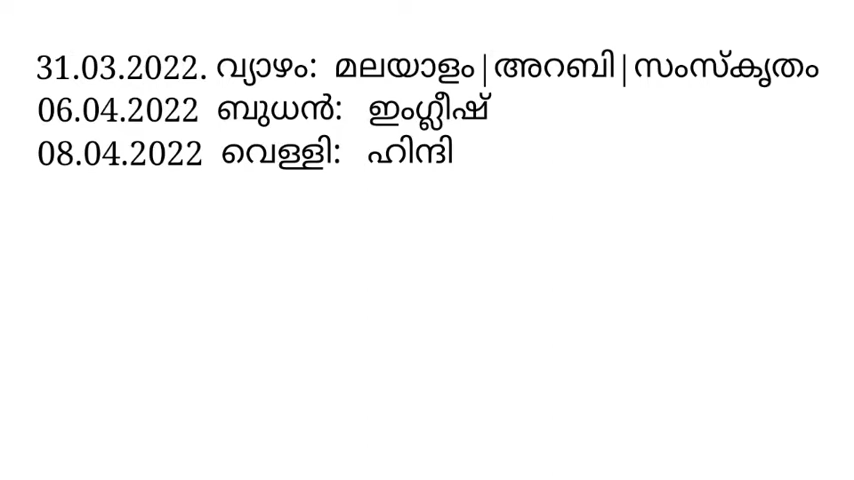 31.03.2022. വ്യാഴം: മലയാളം|അറബി|സംസ്കൃതം
06.04.2022 ബുധൻ: ഇംഗ്ലീഷ്
08.04.2022 വെള്ളി: ഹിന്ദി